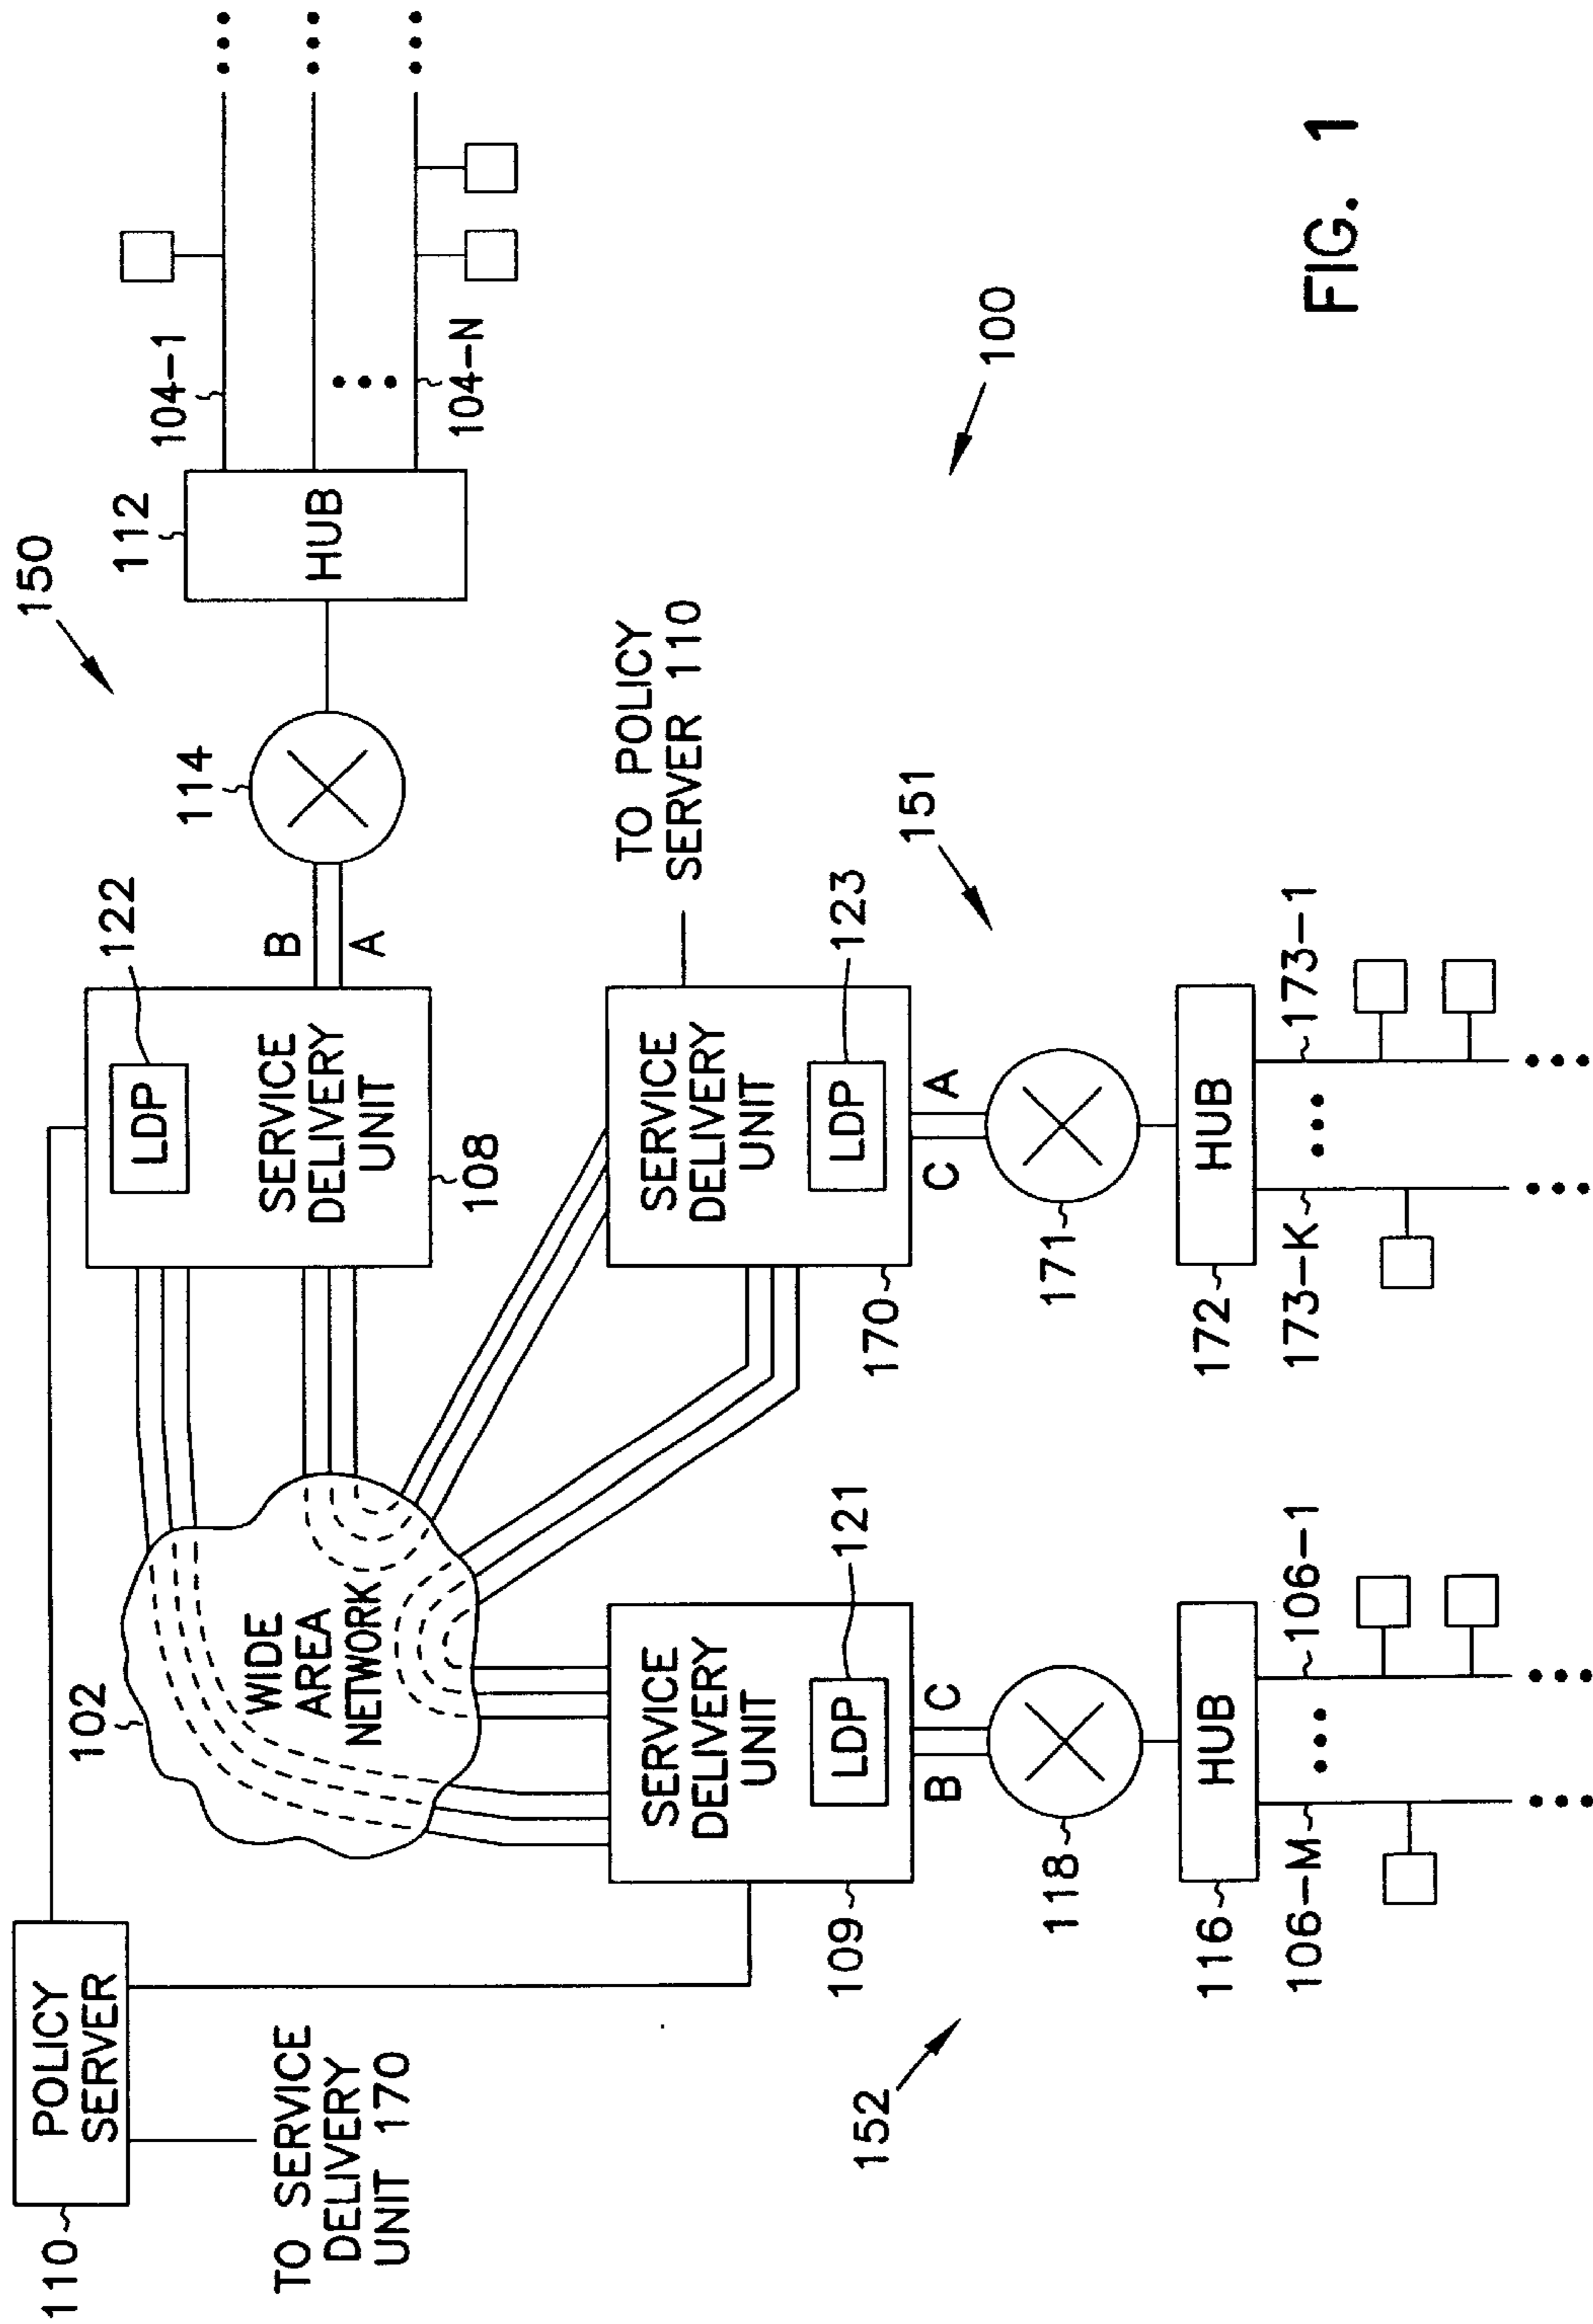 110
POLICY
SERVER
TO SERVICE
DELIVERY
UNIT 170
102
WIDE
AREA
NETWORK
122
LDP
SERVICE
DELIVERY
UNIT
108
B
A
114
150
112
HUB
104-1
104-N
152
109
SERVICE
DELIVERY
UNIT
121
LDP
B
C
118
116
HUB
106-M
106-1
170
SERVICE
DELIVERY
UNIT
TO POLICY
SERVER 110
123
LDP
C
A
171
151
172
HUB
173-K
173-1
100
FIG. 1